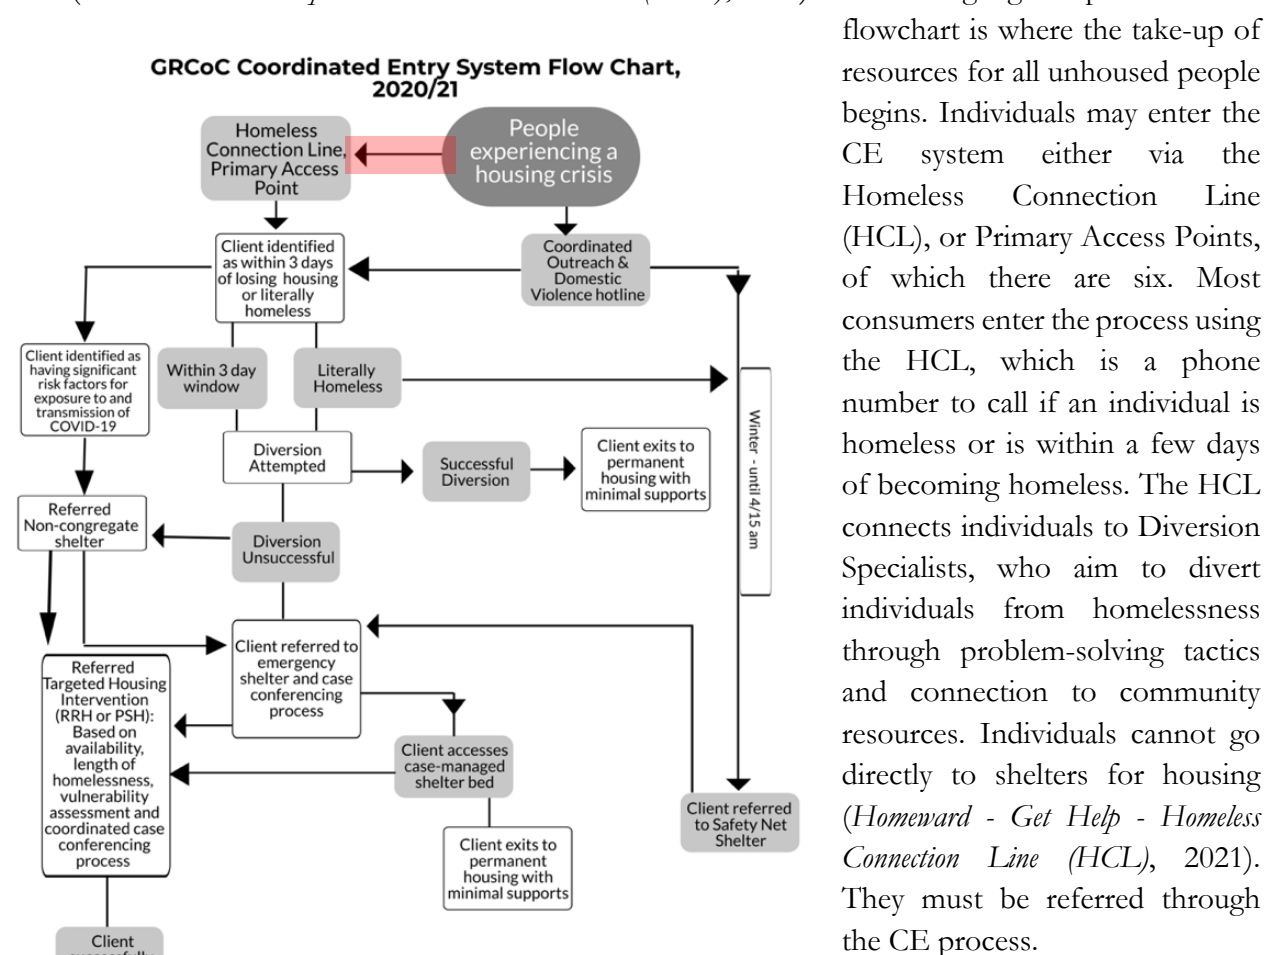 flowchart is where the take-up of
resources for all unhoused people
begins. Individuals may enter the
CE system either via the
Homeless Connection Line
(HCL), or Primary Access Points,
of which there are six. Most
consumers enter the process using
the HCL, which is a phone
number to call if an individual is
homeless or is within a few days
of becoming homeless. The HCL
connects individuals to Diversion
Specialists, who aim to divert
individuals from homelessness
through problem-solving tactics
and connection to community
resources. Individuals cannot go
directly to shelters for housing
(Homeward - Get Help - Homeless
Connection Line (HCL), 2021).
They must be referred through
the CE process.
GRCoC Coordinated Entry System Flow Chart,
2020/21
Homeless
Connection Line,
Primary Access
Point
People
experiencing a
housing crisis
Client identified
as within 3 days
of losing housing
or literally
homeless
Coordinated
Outreach &
Domestic
Violence hotline
Client identified as
having significant
risk factors for
exposure to and
transmission of
COVID-19
Within 3 day
window
Literally
Homeless
Winter - until 4/15 am
Diversion
Attempted
Successful
Diversion
Client exits to
permanent
housing with
minimal supports
Referred
Non-congregate
shelter
Diversion
Unsuccessful
Client referred to
emergency
shelter and case
conferencing
process
Referred
Targeted Housing
Intervention
(RRH or PSH):
Based on
availability,
length of
homelessness,
vulnerability
assessment and
coordinated case
conferencing
process
Client accesses
case-managed
shelter bed
Client referred
to Safety Net
Shelter
Client exits to
permanent
housing with
minimal supports
Client